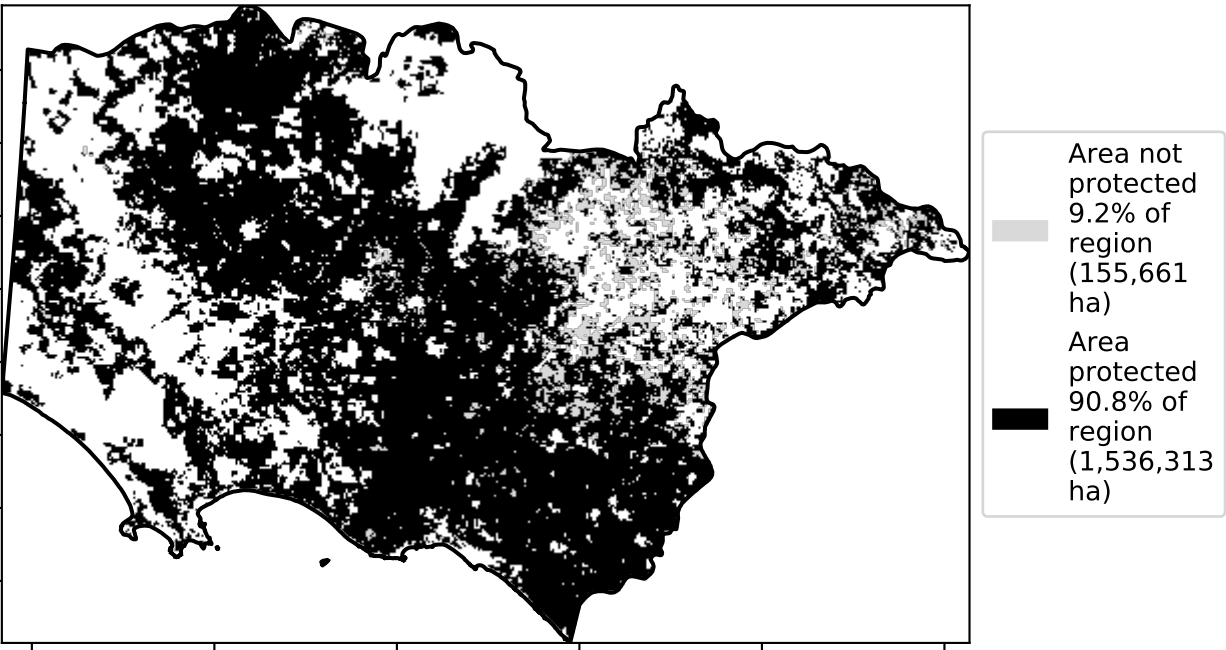 Area not
protected
9.2% of
region
(155,661
ha)
Area
protected
90.8% of
region
(1,536,313
ha)